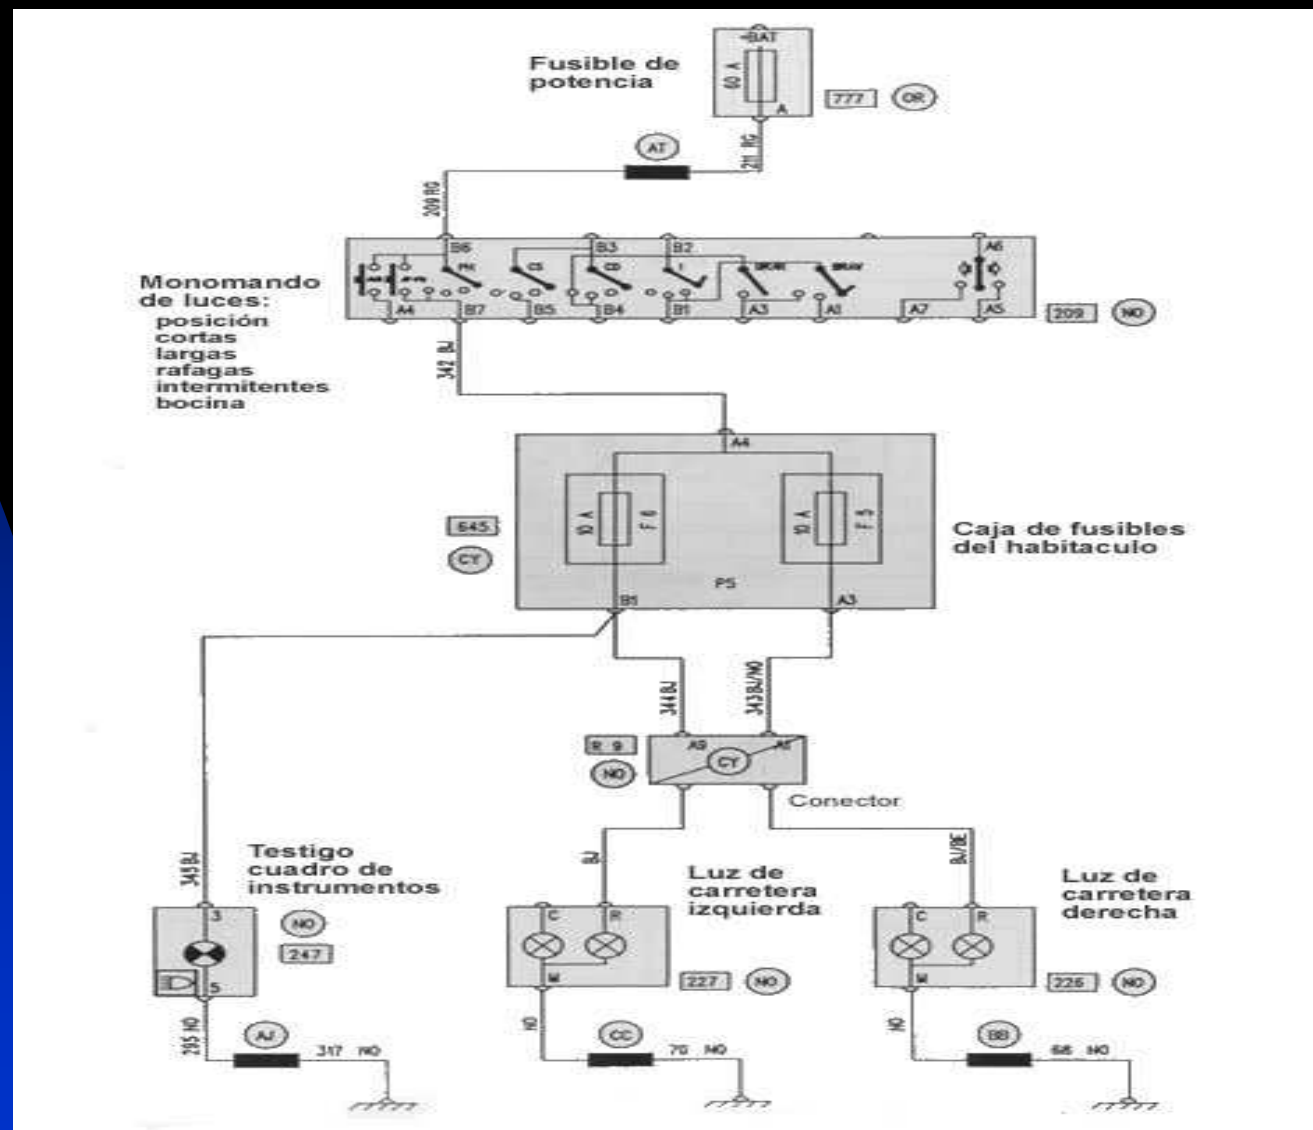 +BAT
Fusible de
potencia
60 A
A
777
OR
AT
211 RG
209 RG
B6
B3
B2
A6
PH
CS
CD
I
Monomando
de luces:
posición
cortas
largas
rafagas
intermitentes
bocina
A4
B7
B5
B4
B1
A3
A1
A7
A5
209
NO
342 BJ
A4
10 A
F 6
10 A
F 5
645
CY
Caja de fusibles
del habitaculo
P5
B1
A3
344 BJ
343 BJ/NO
R 9
NO
A9
A1
CY
Conector
345 BJ
BJ
BJ/BE
Testigo
cuadro de
instrumentos
Luz de
carretera
izquierda
Luz de
carretera
derecha
3
NO
247
5
C
R
M
227
NO
C
R
M
226
NO
295 NO
AJ
317 NO
NO
CC
70 NO
NO
BB
68 NO